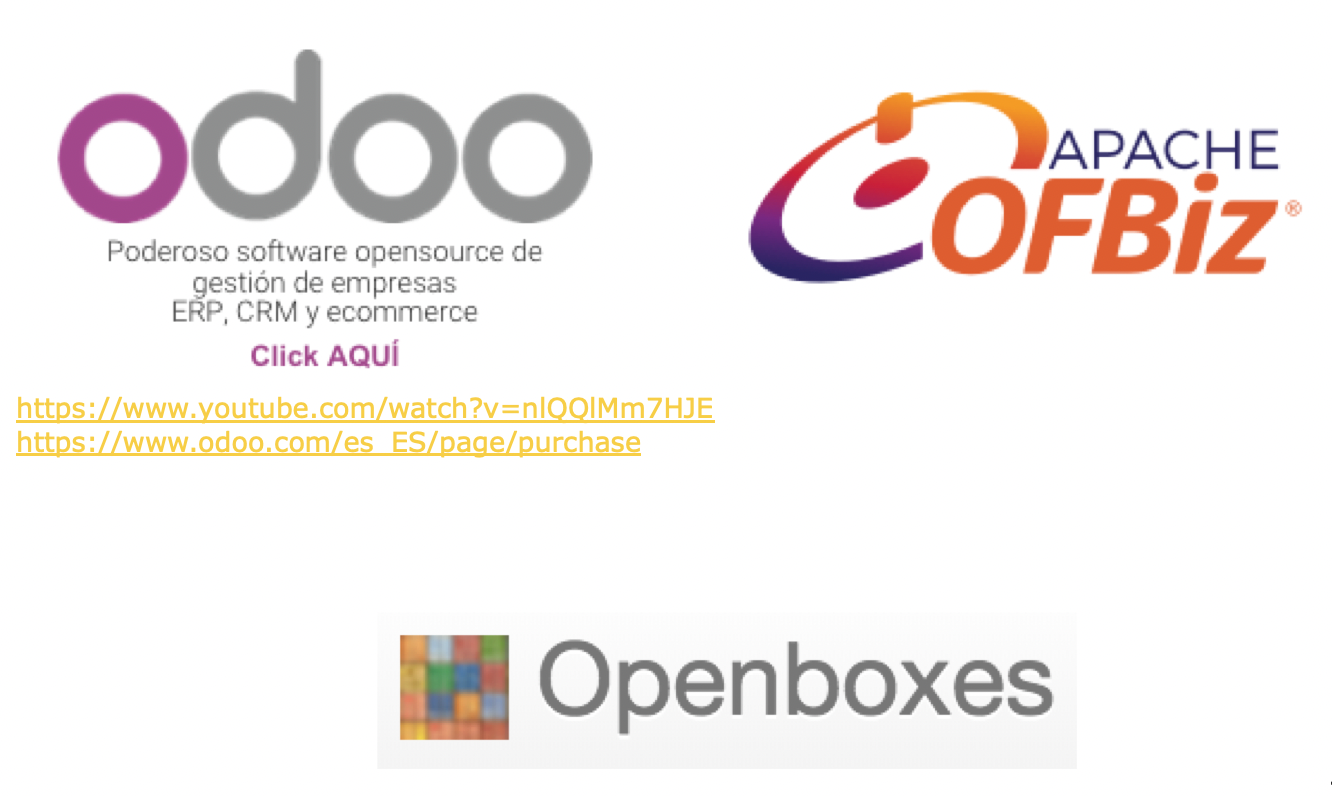 odoo
Poderoso software opensource de
gestión de empresas
ERP, CRM y ecommerce
Click AQUÍ
https://www.youtube.com/watch?v=nlQQlMm7HJE
https://www.odoo.com/es_ES/page/purchase
APACHE
OFBiz®
Openboxes